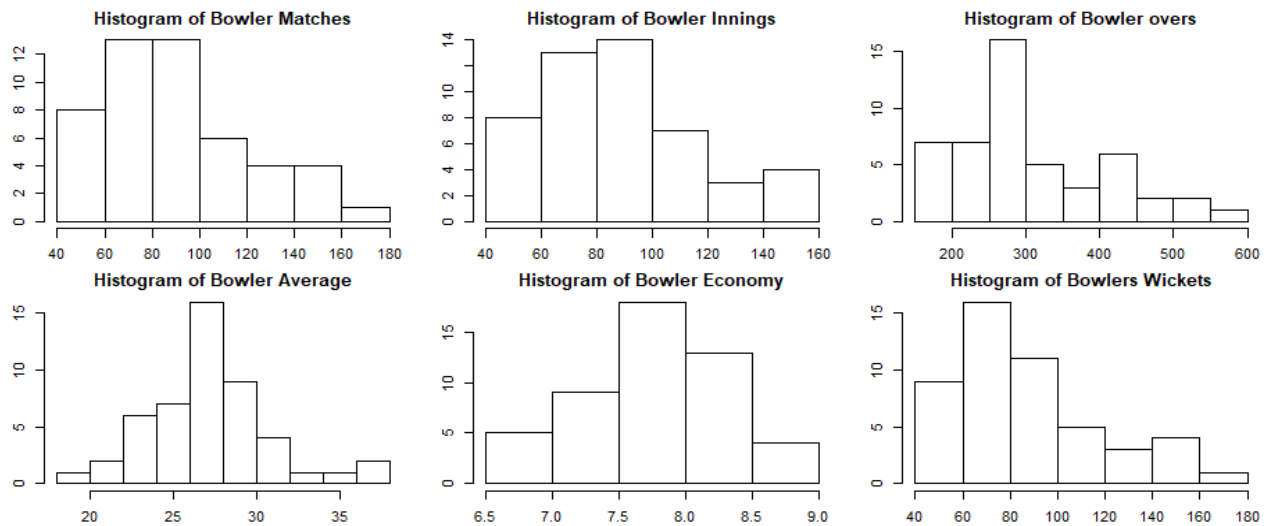 Histogram of Bowler Matches
12
10
8
6
4
2
0
40 60 80 100 120 140 160 180
Histogram of Bowler Innings
14
10
8
6
4
2
0
40 60 80 100 120 140 160
Histogram of Bowler overs
15
10
5
0
200 300 400 500 600
Histogram of Bowler Average
15
10
5
0
20 25 30 35
Histogram of Bowler Economy
15
10
5
0
6.5 7.0 7.5 8.0 8.5 9.0
Histogram of Bowlers Wickets
15
10
5
0
40 60 80 100 120 140 160 180